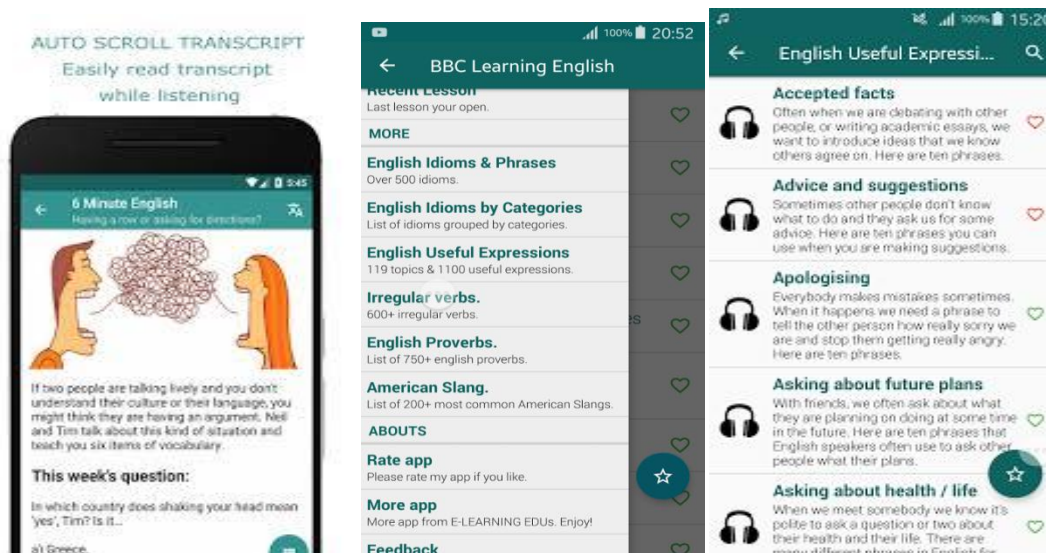 AUTO SCROLL TRANSCRIPT
Easily read transcript
while listening
5:45
6 Minute English
Having a row or asking for directions?
If two people are talking lively and you don't
understand their culture or their language, you
might think they are having an argument. Neil
and Tim talk about this kind of situation and
teach you six items of vocabulary.
This week's question:
In which country does shaking your head mean
'yes', Tim? Is it...
a) Greece,
100% 20:52
BBC Learning English
Recent Lesson
Last lesson your open.
MORE
English Idioms & Phrases
Over 500 idioms.
English Idioms by Categories
List of idioms grouped by categories.
English Useful Expressions
119 topics & 1100 useful expressions.
Irregular verbs.
600+ irregular verbs.
English Proverbs.
List of 750+ english proverbs.
American Slang.
List of 200+ most common American Slangs.
ABOUTS
Rate app
Please rate my app if you like.
More app
More app from E-LEARNING EDUs. Enjoy!
Feedback
es
100% 15:20
English Useful Expressi...
Accepted facts
Often when we are debating with other
people, or writing academic essays, we
want to introduce ideas that we know
others agree on. Here are ten phrases.
Advice and suggestions
Sometimes other people don't know
what to do and they ask us for some
advice. Here are ten phrases you can
use when you are making suggestions.
Apologising
Everybody makes mistakes sometimes.
When it happens we need a phrase to
tell the other person how really sorry we
are and stop them getting really angry.
Here are ten phrases.
Asking about future plans
With friends, we often ask about what
they are planning on doing at some time
in the future. Here are ten phrases that
English speakers often use to ask other
people what their plans.
Asking about health / life
When we meet somebody we know it's
polite to ask a question or two about
their health and their life. There are
many different phrases in English for